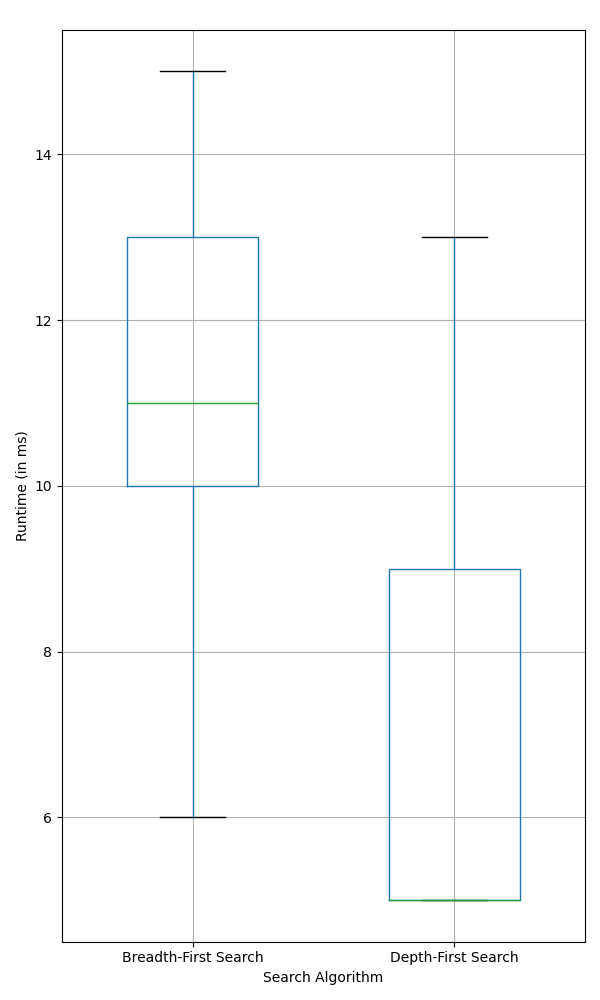 14
12
10
8
6
Runtime (in ms)
Breadth-First Search
Depth-First Search
Search Algorithm